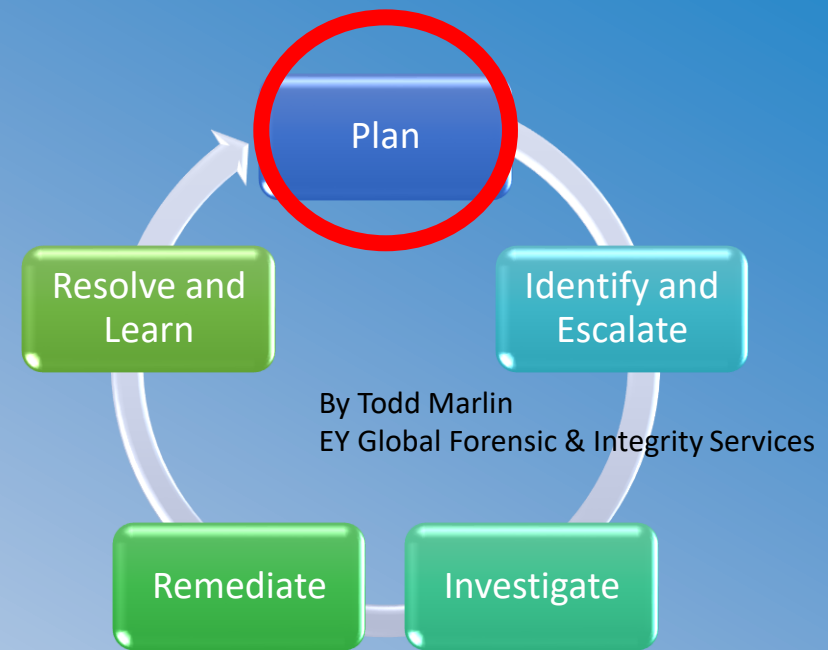 Plan
Identify and
Escalate
Resolve and
Learn
By Todd Marlin
EY Global Forensic & Integrity Services
Remediate
Investigate